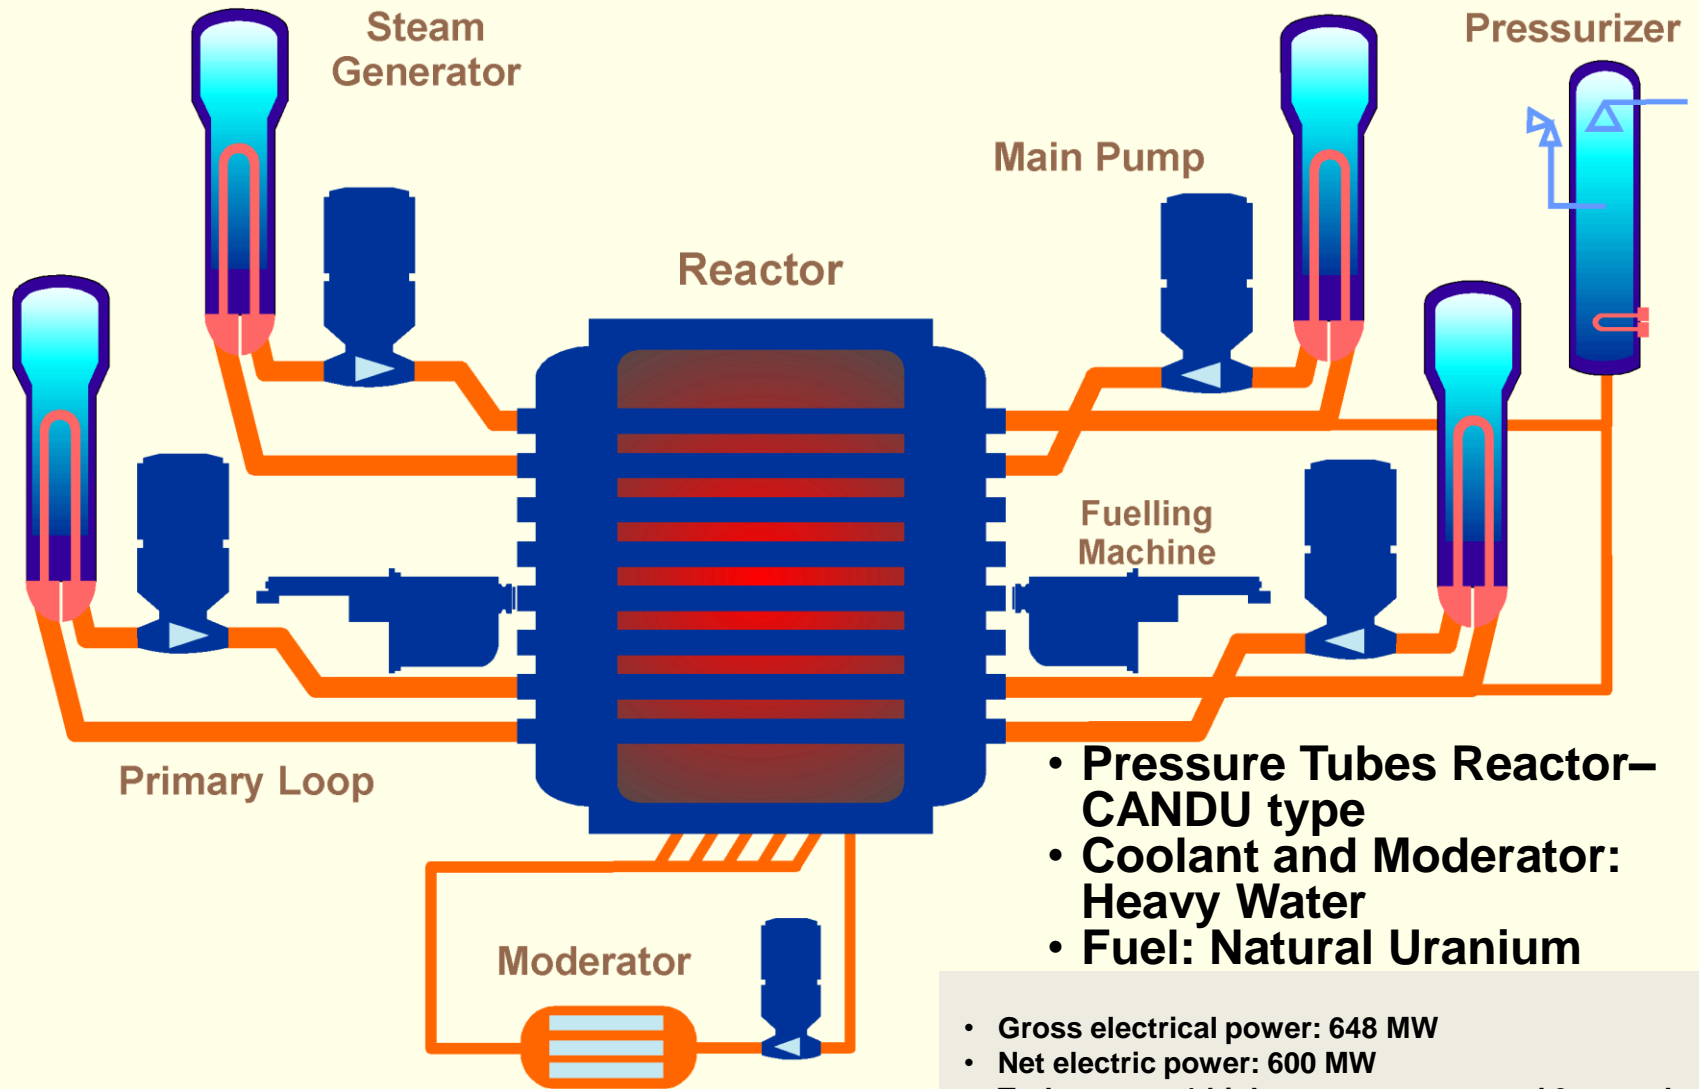 Steam
Generator
Pressurizer
Main Pump
Reactor
Fuelling
Machine
Primary Loop
Moderator
• Pressure Tubes Reactor–
CANDU type
• Coolant and Moderator:
Heavy Water
• Fuel: Natural Uranium
• Gross electrical power: 648 MW
• Net electric power: 600 MW